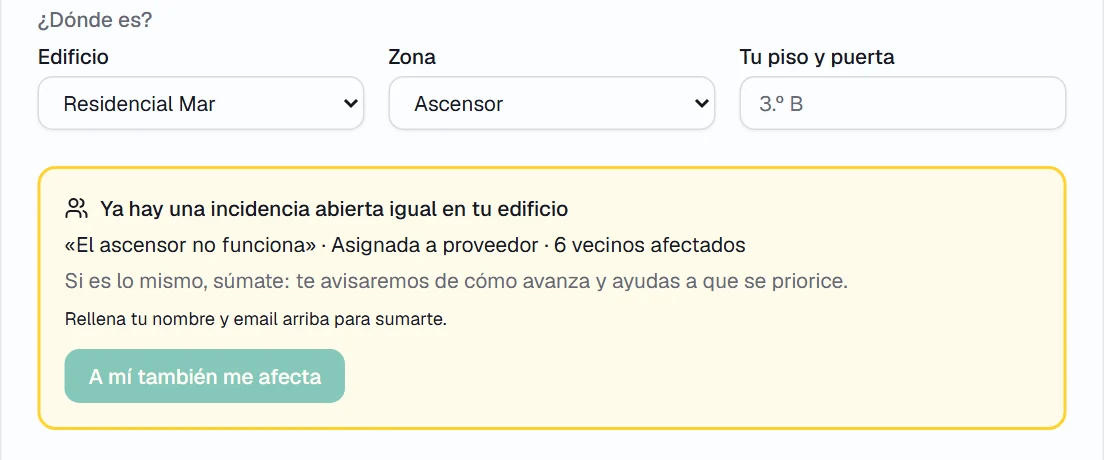 ¿Dónde es?
Edificio Zona Tu piso y puerta
Residencial Mar Ascensor 3.º B
Ya hay una incidencia abierta igual en tu edificio
«El ascensor no funciona» · Asignada a proveedor · 6 vecinos afectados
Si es lo mismo, súmate: te avisaremos de cómo avanza y ayudas a que se priorice.
Rellena tu nombre y email arriba para sumarte.
A mí también me afecta